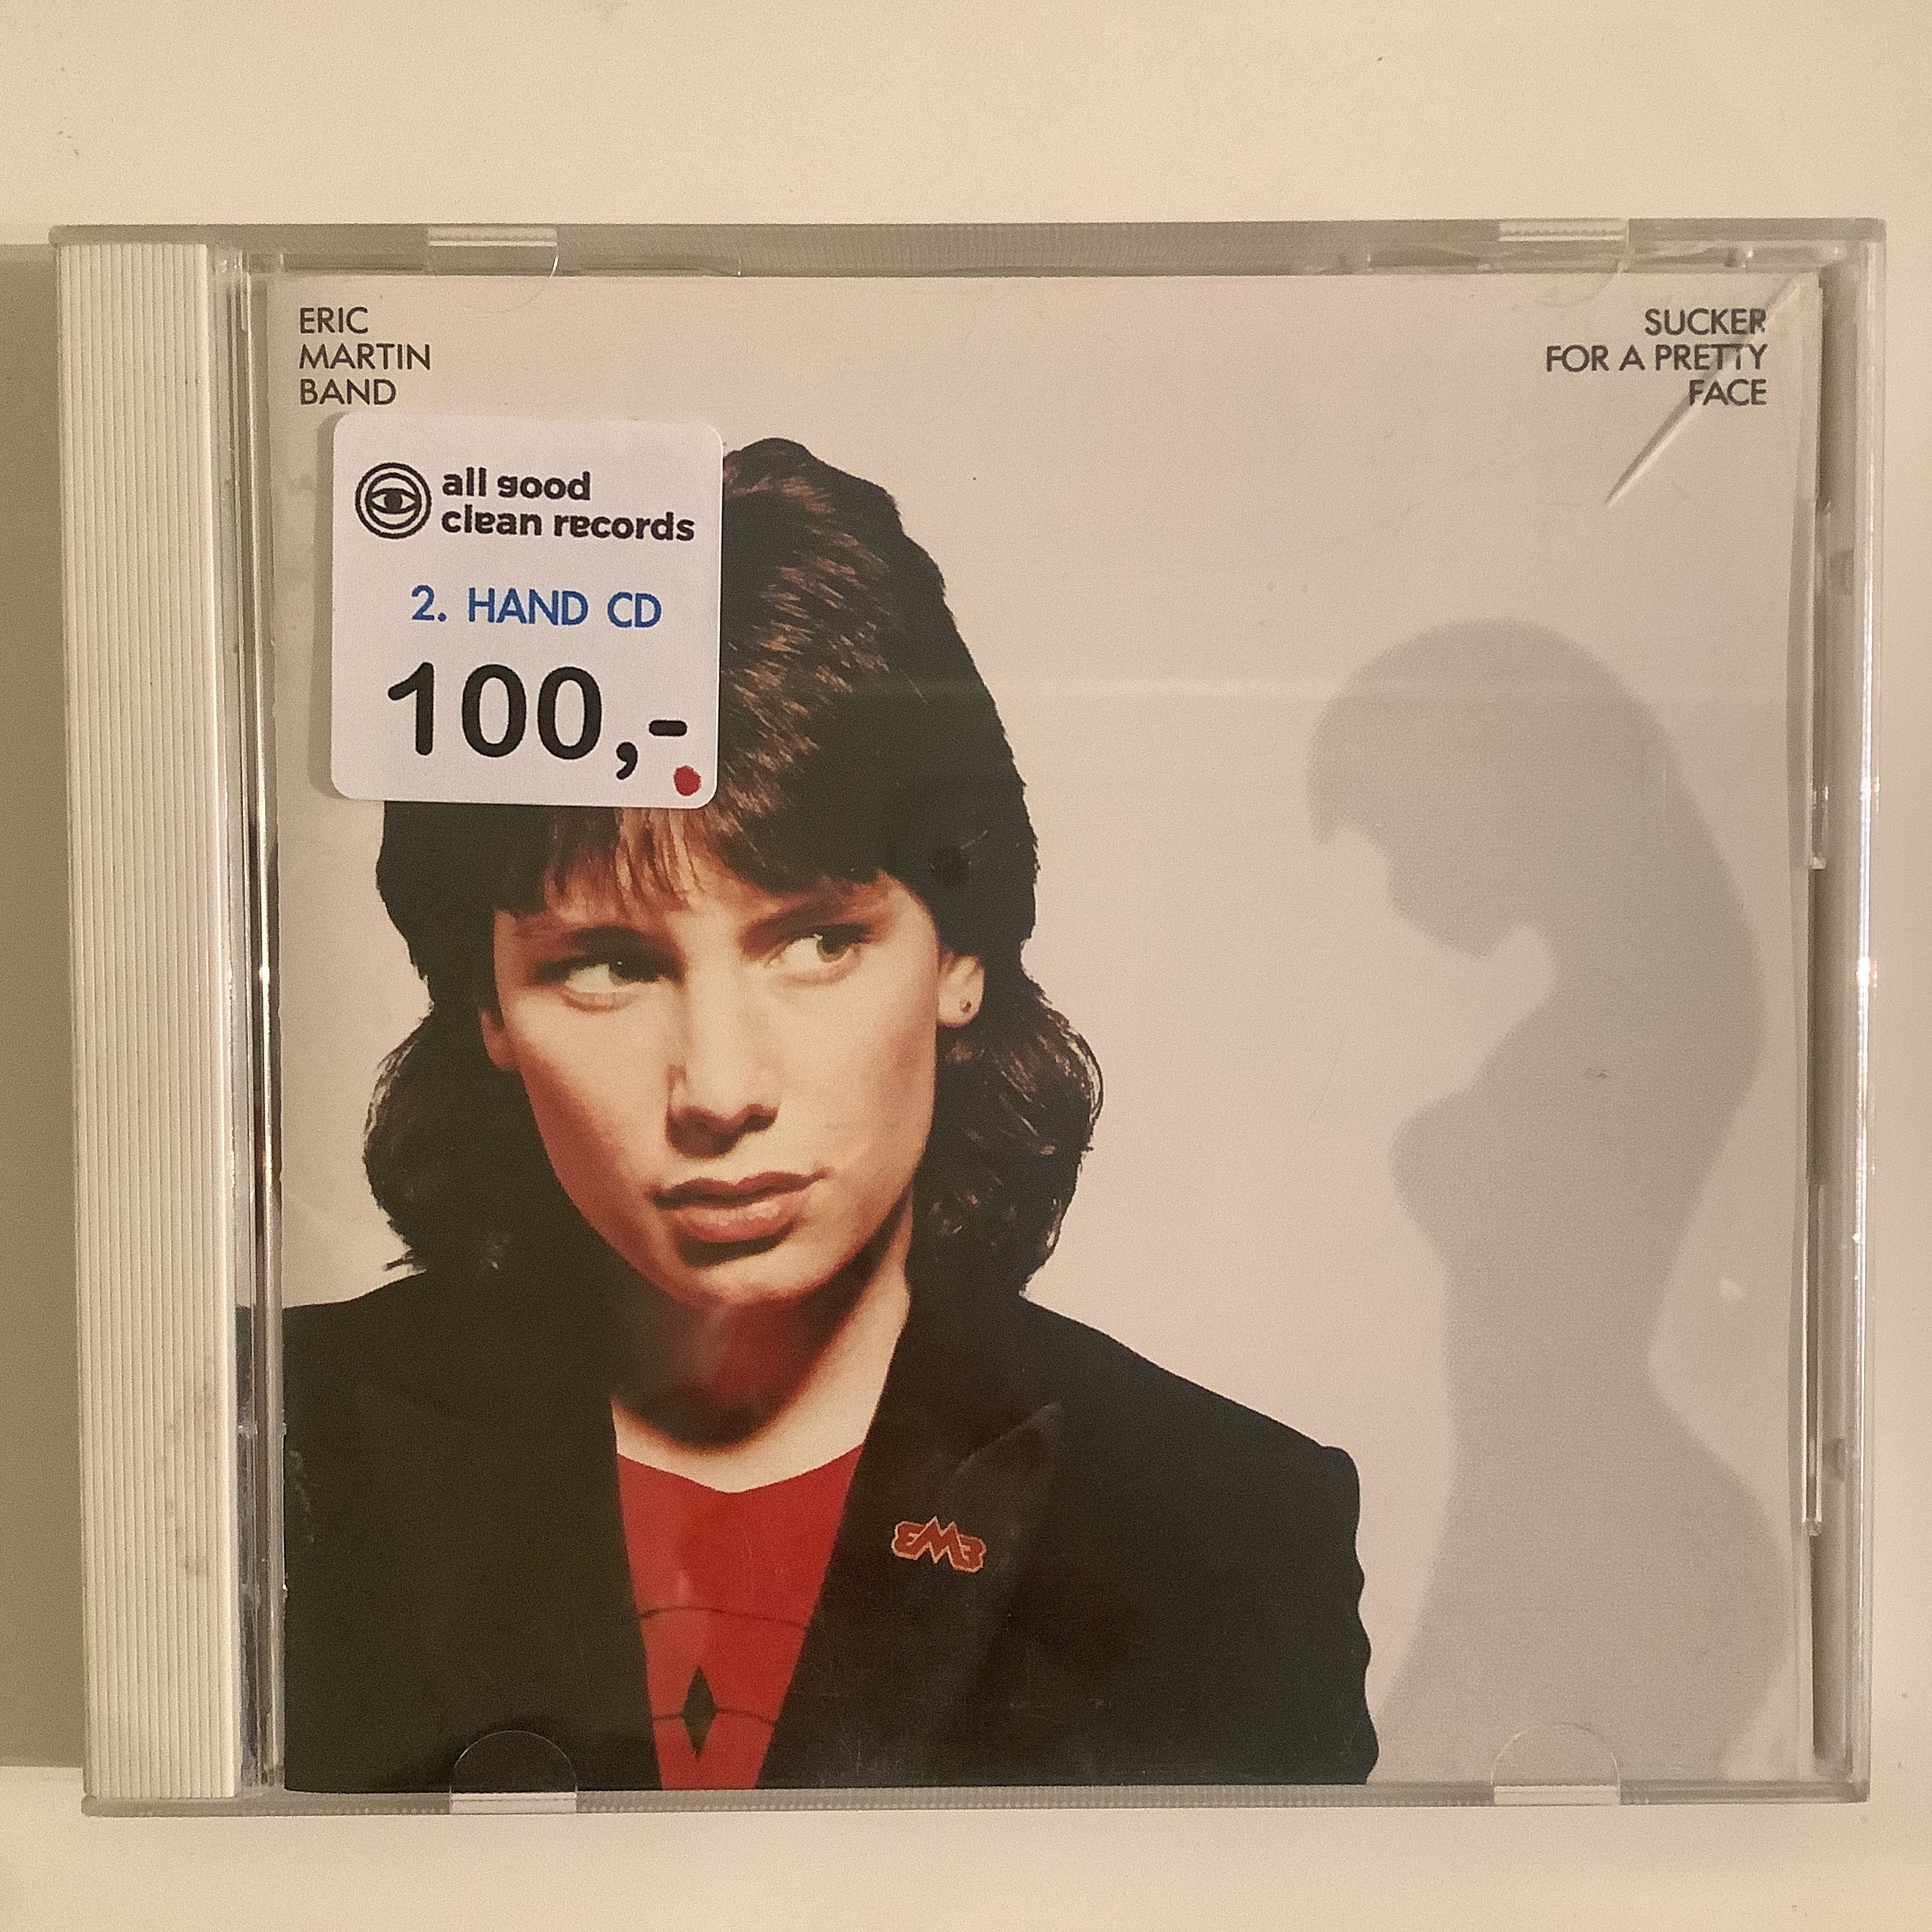 ERIC
MARTIN
BAND
SUCKER
FOR A PRETTY
FACE
all good
clean records
2. HAND CD
100,-
EMB